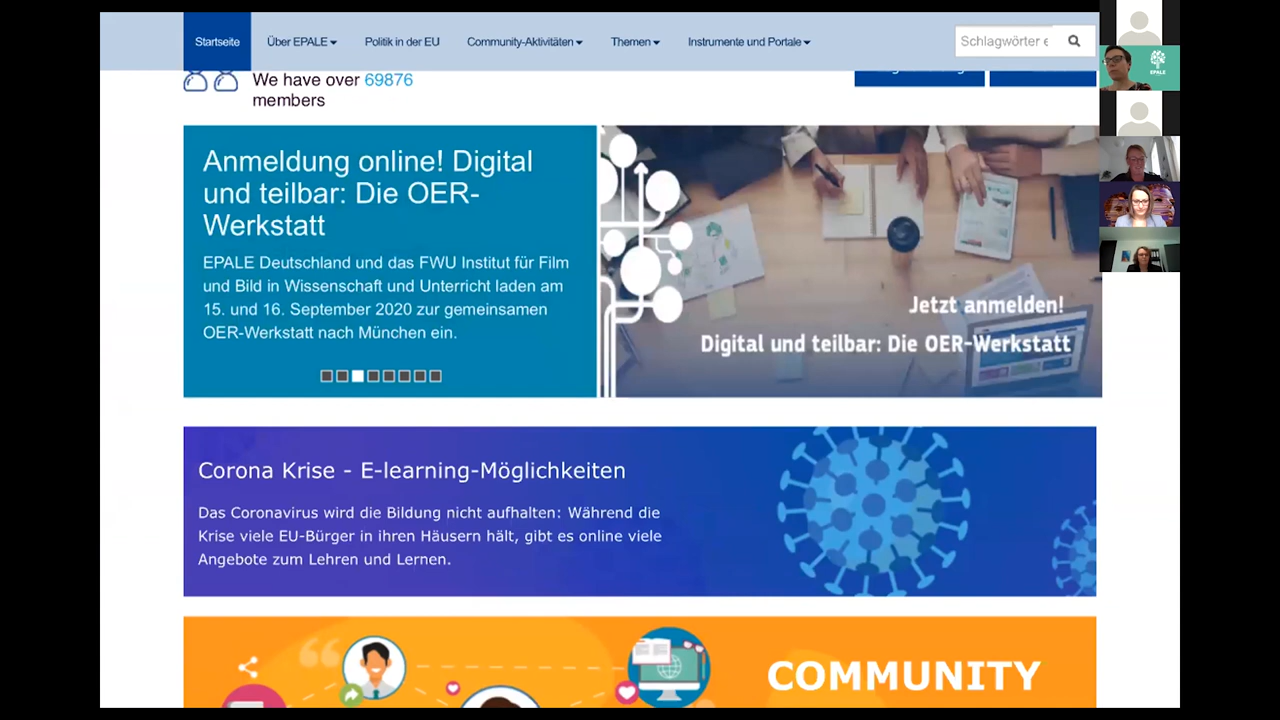 Startseite
Über EPALE
Politik in der EU
Community-Aktivitäten
Themen
Instrumente und Portale
Schlagwörter
We have over 69876
members
Anmeldung online! Digital
und teilbar: Die OER-
Werkstatt
EPALE Deutschland und das FWU Institut für Film
und Bild in Wissenschaft und Unterricht laden am
15. und 16. September 2020 zur gemeinsamen
OER-Werkstatt nach München ein.
Jetzt anmelden!
Digital und teilbar: Die OER-Werkstatt
Corona Krise - E-learning-Möglichkeiten
Das Coronavirus wird die Bildung nicht aufhalten: Während die
Krise viele EU-Bürger in ihren Häusern hält, gibt es online viele
Angebote zum Lehren und Lernen.
COMMUNITY
EPALE